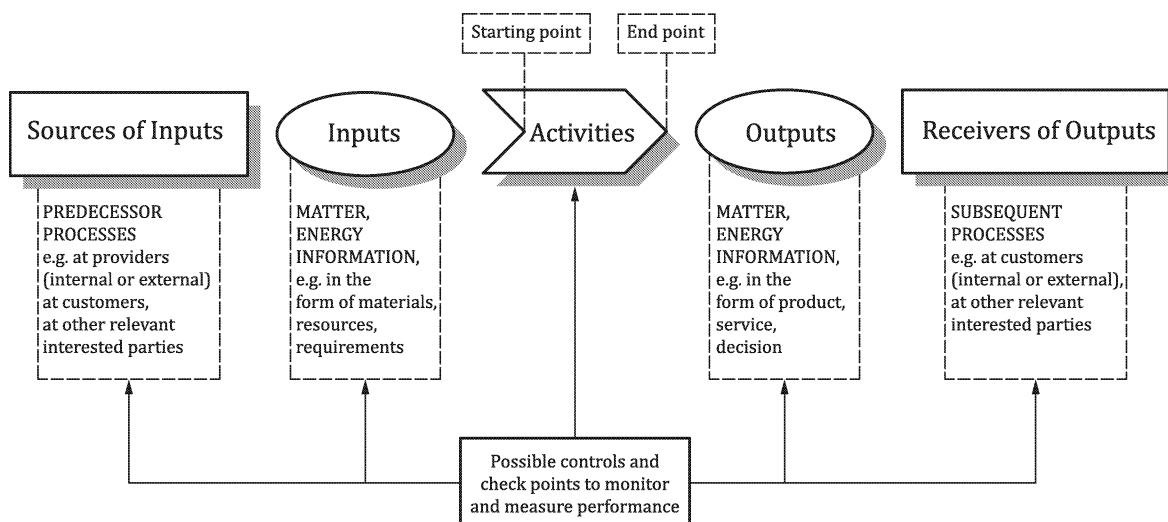 Starting point
End point
Sources of Inputs
Inputs
Activities
Outputs
Receivers of Outputs
PREDECESSOR
PROCESSES
e.g. at providers
(internal or external)
at customers,
at other relevant
interested parties
MATTER,
ENERGY
INFORMATION,
e.g. in the
form of materials,
resources,
requirements
MATTER,
ENERGY
INFORMATION,
e.g. in the
form of product,
service,
decision
SUBSEQUENT
PROCESSES
e.g. at customers
(internal or external),
at other relevant
interested parties
Possible controls and
check points to monitor
and measure performance